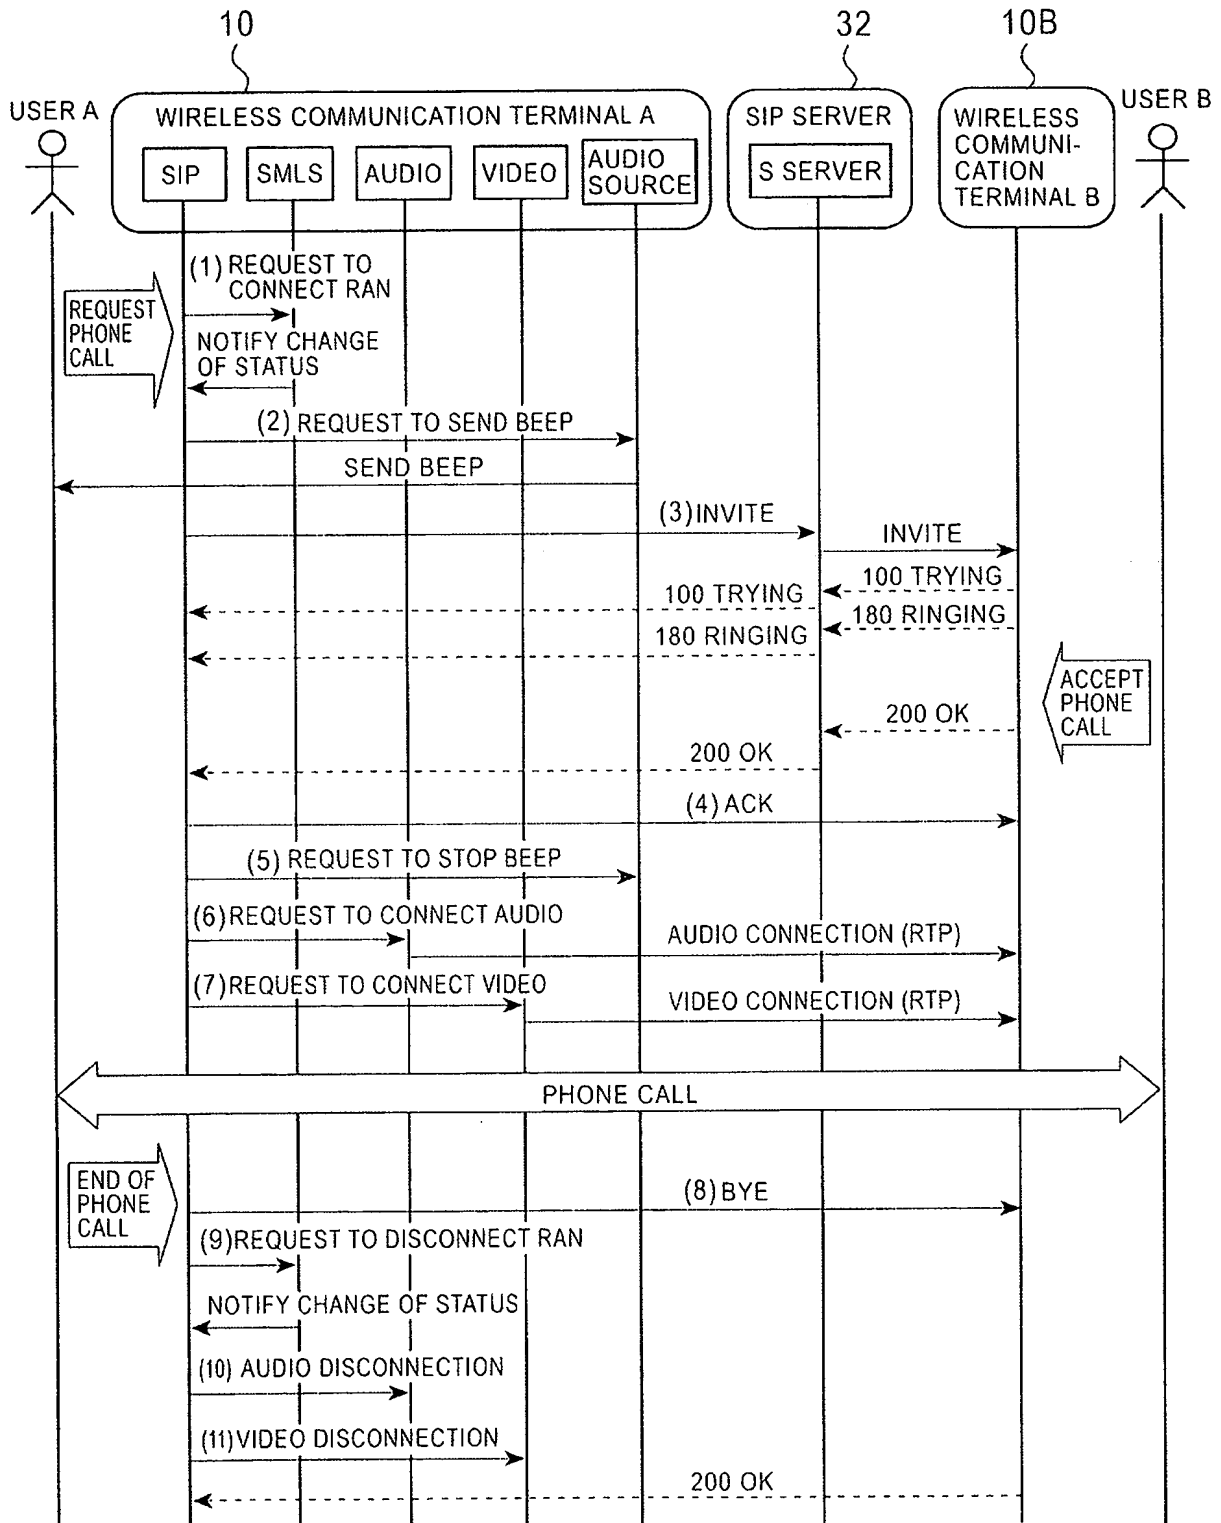 10
32
10B
USER A
WIRELESS COMMUNICATION TERMINAL A
SIP
SMLS
AUDIO
VIDEO
AUDIO
SOURCE
SIP SERVER
S SERVER
WIRELESS
COMMUNI-
CATION
TERMINAL B
USER B
REQUEST
PHONE
CALL
(1) REQUEST TO
CONNECT RAN
NOTIFY CHANGE
OF STATUS
(2) REQUEST TO SEND BEEP
SEND BEEP
(3) INVITE
INVITE
100 TRYING
100 TRYING
180 RINGING
180 RINGING
ACCEPT
PHONE
CALL
200 OK
200 OK
(4) ACK
(5) REQUEST TO STOP BEEP
(6) REQUEST TO CONNECT AUDIO
AUDIO CONNECTION (RTP)
(7) REQUEST TO CONNECT VIDEO
VIDEO CONNECTION (RTP)
PHONE CALL
END OF
PHONE
CALL
(8) BYE
(9) REQUEST TO DISCONNECT RAN
NOTIFY CHANGE OF STATUS
(10) AUDIO DISCONNECTION
(11) VIDEO DISCONNECTION
200 OK